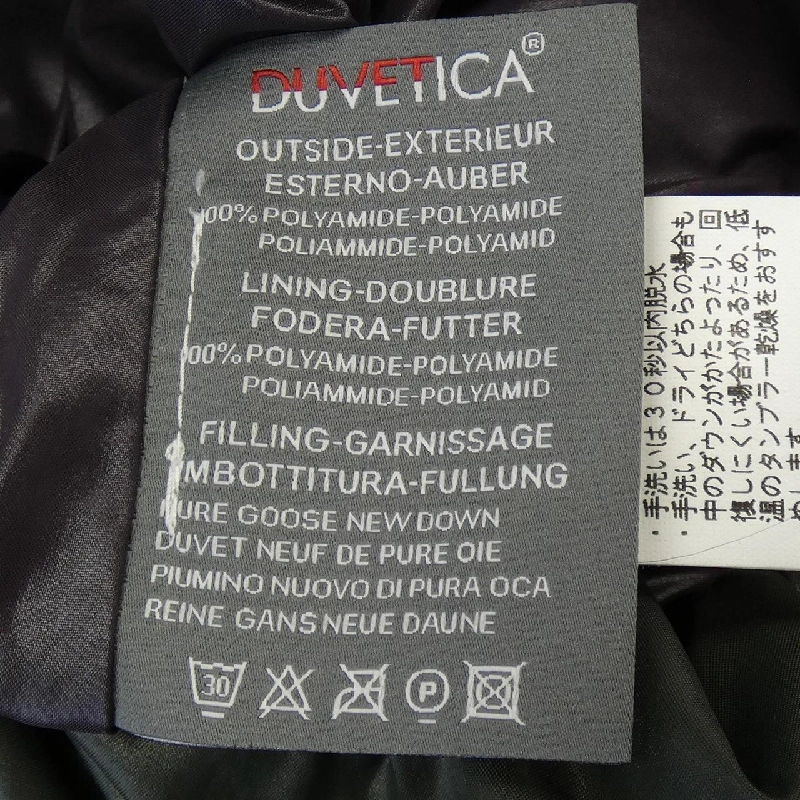 DUVETICA®
OUTSIDE-EXTERIEUR
ESTERNO-AUBER
00% POLYAMIDE-POLYAMIDE
POLIAMMIDE-POLYAMID
LINING-DOUBLURE
FODERA-FUTTER
00% POLYAMIDE-POLYAMIDE
POLIAMMIDE-POLYAMID
FILLING-GARNISSAGE
IMBOTTITURA-FULLUNG
PURE GOOSE NEW DOWN
DUVET NEUF DE PURE OIE
PIUMINO NUOVO DI PURA OCA
REINE GANS NEUE DAUNE
30
P
・手洗いは30秒以内脱水
・手洗い、ドライどちらの場合も
中のダウンがかたよったり、回
復しにくい場合があるため、低
温のタンブラー乾燥をおすす